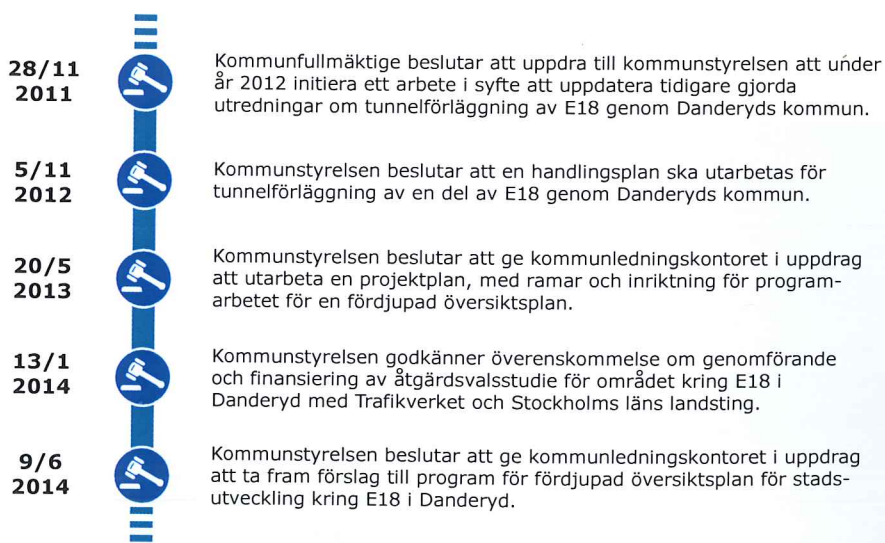 28/11
2011
Kommunfullmäktige beslutar att uppdra till kommunstyrelsen att under
år 2012 initiera ett arbete i syfte att uppdatera tidigare gjorda
utredningar om tunnelförläggning av E18 genom Danderyds kommun.
5/11
2012
Kommunstyrelsen beslutar att en handlingsplan ska utarbetas för
tunnelförläggning av en del av E18 genom Danderyds kommun.
20/5
2013
Kommunstyrelsen beslutar att ge kommunledningskontoret i uppdrag
att utarbeta en projektplan, med ramar och inriktning för program-
arbetet för en fördjupad översiktsplan.
13/1
2014
Kommunstyrelsen godkänner överenskommelse om genomförande
och finansiering av åtgärdsvalsstudie för området kring E18 i
Danderyd med Trafikverket och Stockholms läns landsting.
9/6
2014
Kommunstyrelsen beslutar att ge kommunledningskontoret i uppdrag
att ta fram förslag till program för fördjupad översiktsplan för stads-
utveckling kring E18 i Danderyd.